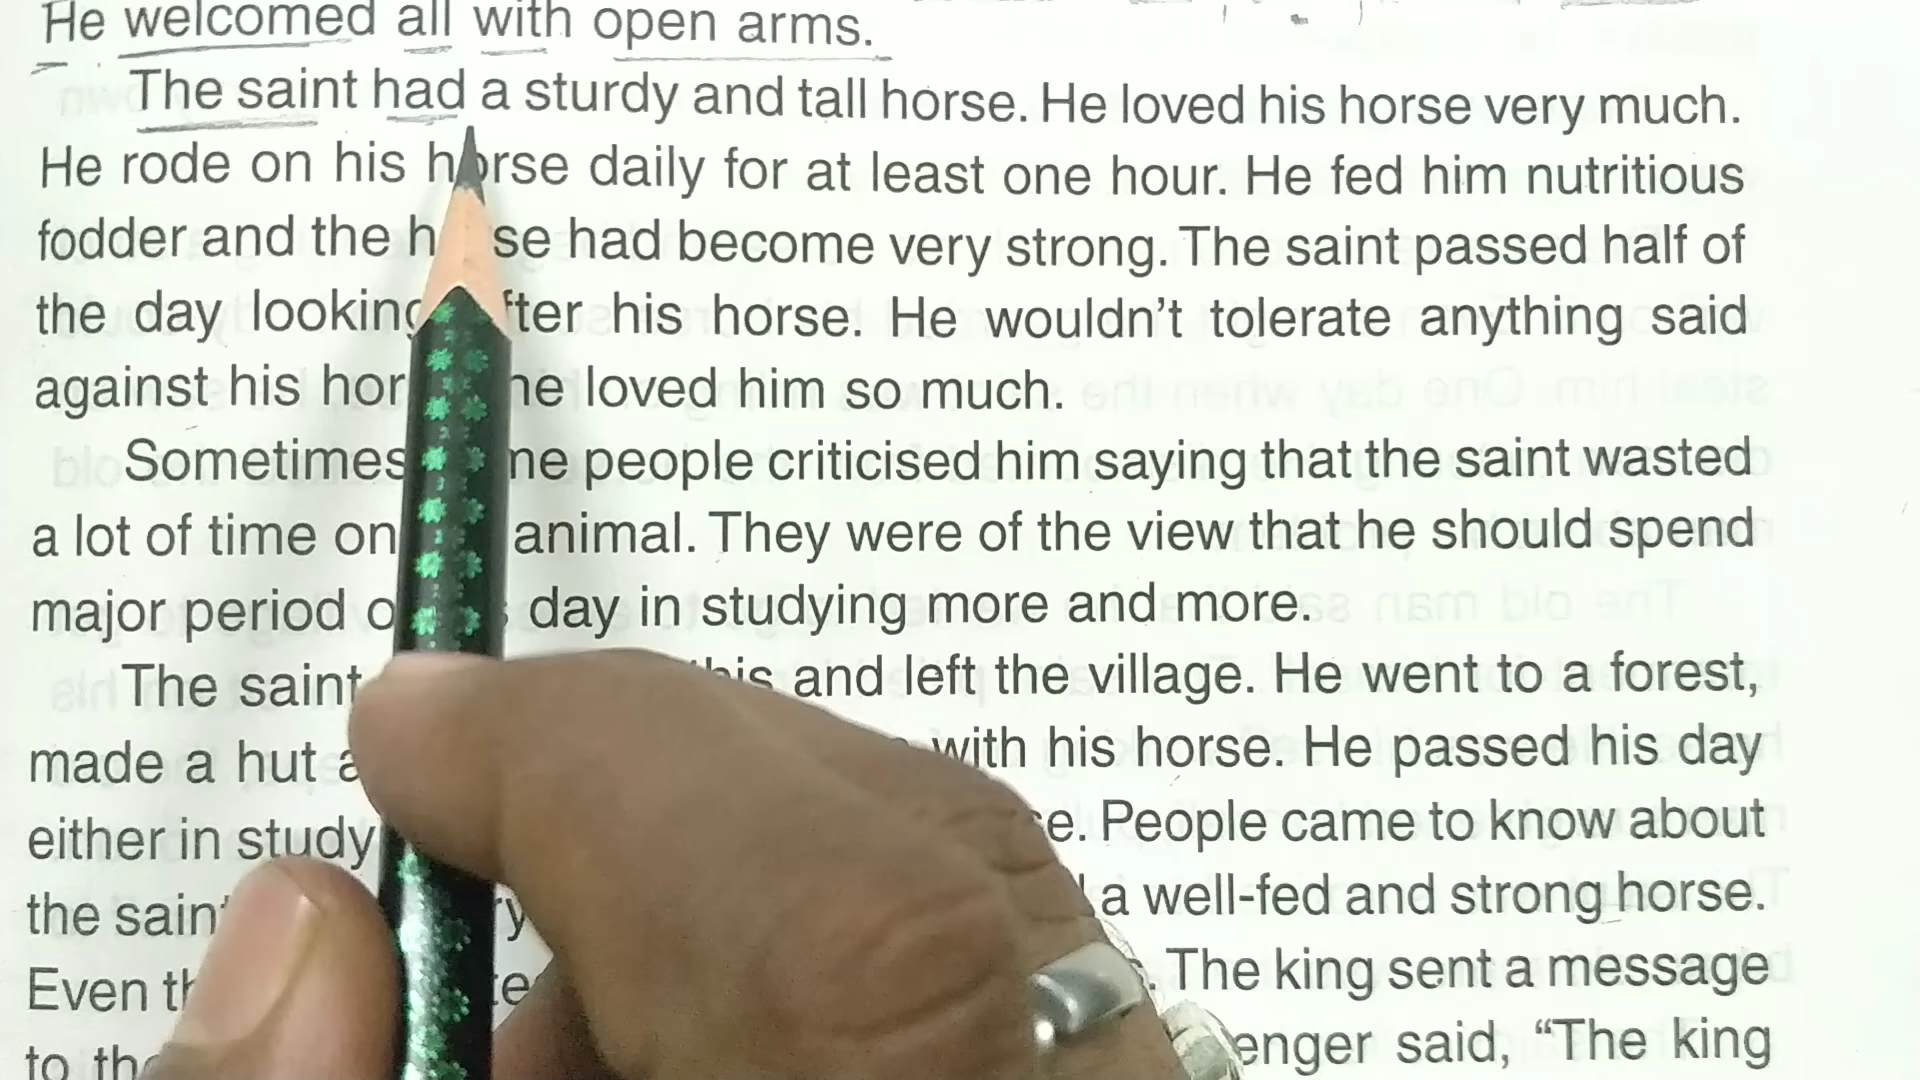 He welcomed all with open arms.
The saint had a sturdy and tall horse. He loved his horse very much.
He rode on his horse daily for at least one hour. He fed him nutritious
fodder and the se had become very strong. The saint passed half of
the day looking after his horse. He wouldn't tolerate anything said
against his he loved him so much.
Sometimes people criticised him saying that the saint wasted
a lot of time on animal. They were of the view that he should spend
major period day in studying more and more.
The saint and left the village. He went to a forest,
made a hut with his horse. He passed his day
either in study People came to know about
the saint a well-fed and strong horse.
Even The king sent a message
to said, “The king